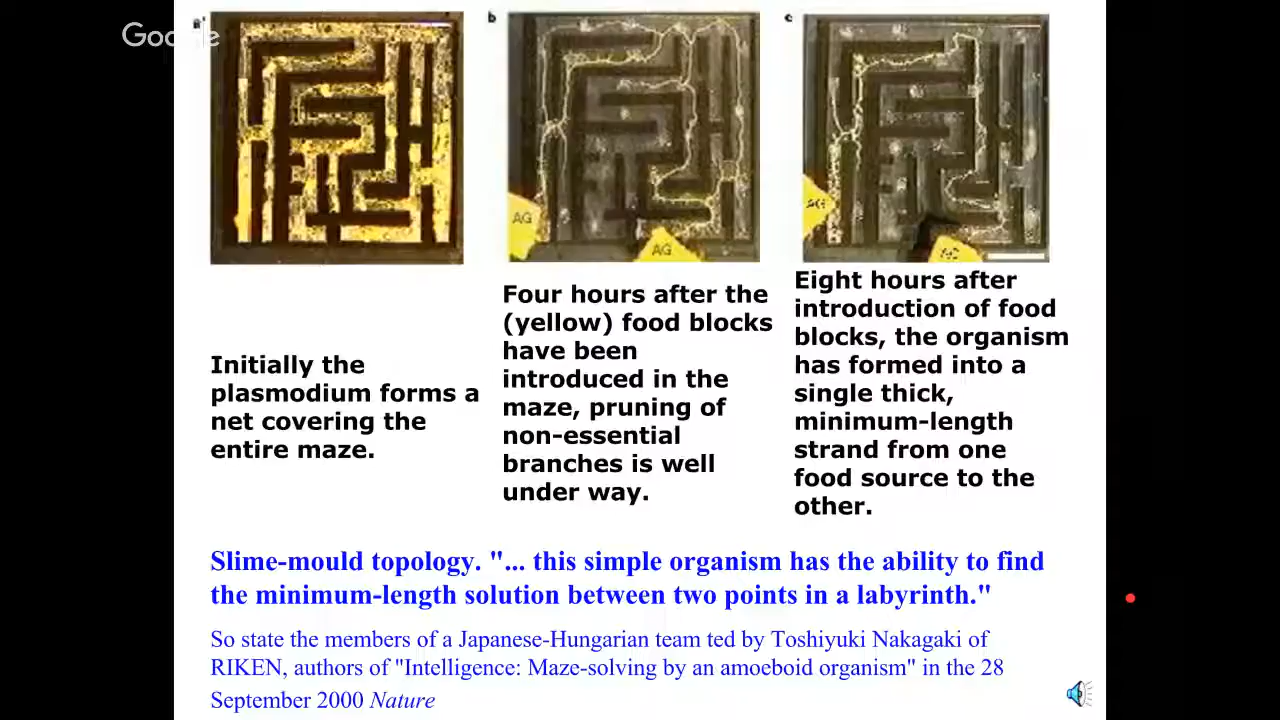 a
Google
b
c
AG
AG
AG
AG
Initially the
plasmodium forms a
net covering the
entire maze.
Four hours after the
(yellow) food blocks
have been
introduced in the
maze, pruning of
non-essential
branches is well
under way.
Eight hours after
introduction of food
blocks, the organism
has formed into a
single thick,
minimum-length
strand from one
food source to the
other.
Slime-mould topology. "... this simple organism has the ability to find
the minimum-length solution between two points in a labyrinth."
So state the members of a Japanese-Hungarian team ted by Toshiyuki Nakagaki of
RIKEN, authors of "Intelligence: Maze-solving by an amoeboid organism" in the 28
September 2000 Nature